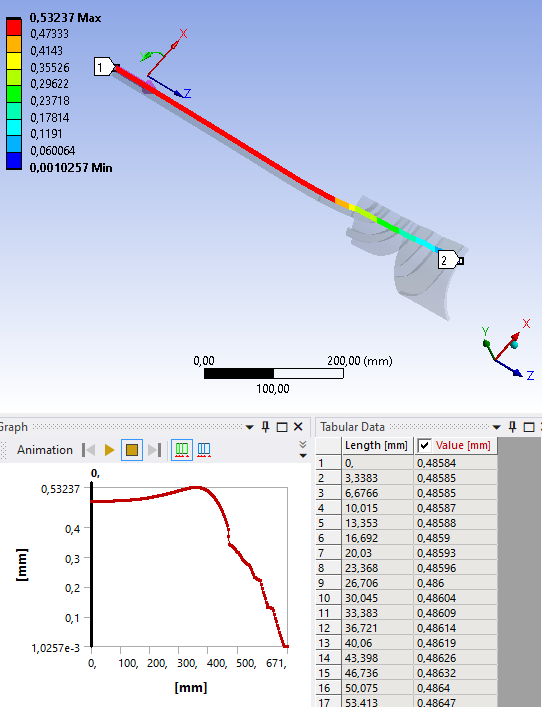 0,53237 Max
0,47333
0,4143
0,35526
0,29622
0,23718
0,17814
0,1191
0,060064
0,0010257 Min
X
Y
Z
1
2
0,00 200,00 (mm)
100,00
Y
X
Z
Graph
Animation
0,
0,53237
0,4
0,3
0,2
0,1
1,0257e-3
[mm]
0, 100, 200, 300, 400, 500, 671,
[mm]
Tabular Data
Length [mm] Value [mm]
1 0, 0,48584
2 3,3383 0,48585
3 6,6766 0,48585
4 10,015 0,48587
5 13,353 0,48588
6 16,692 0,4859
7 20,03 0,48593
8 23,368 0,48596
9 26,706 0,486
10 30,045 0,48604
11 33,383 0,48609
12 36,721 0,48614
13 40,06 0,48619
14 43,398 0,48626
15 46,736 0,48632
16 50,075 0,4864
17 53,413 0,48647